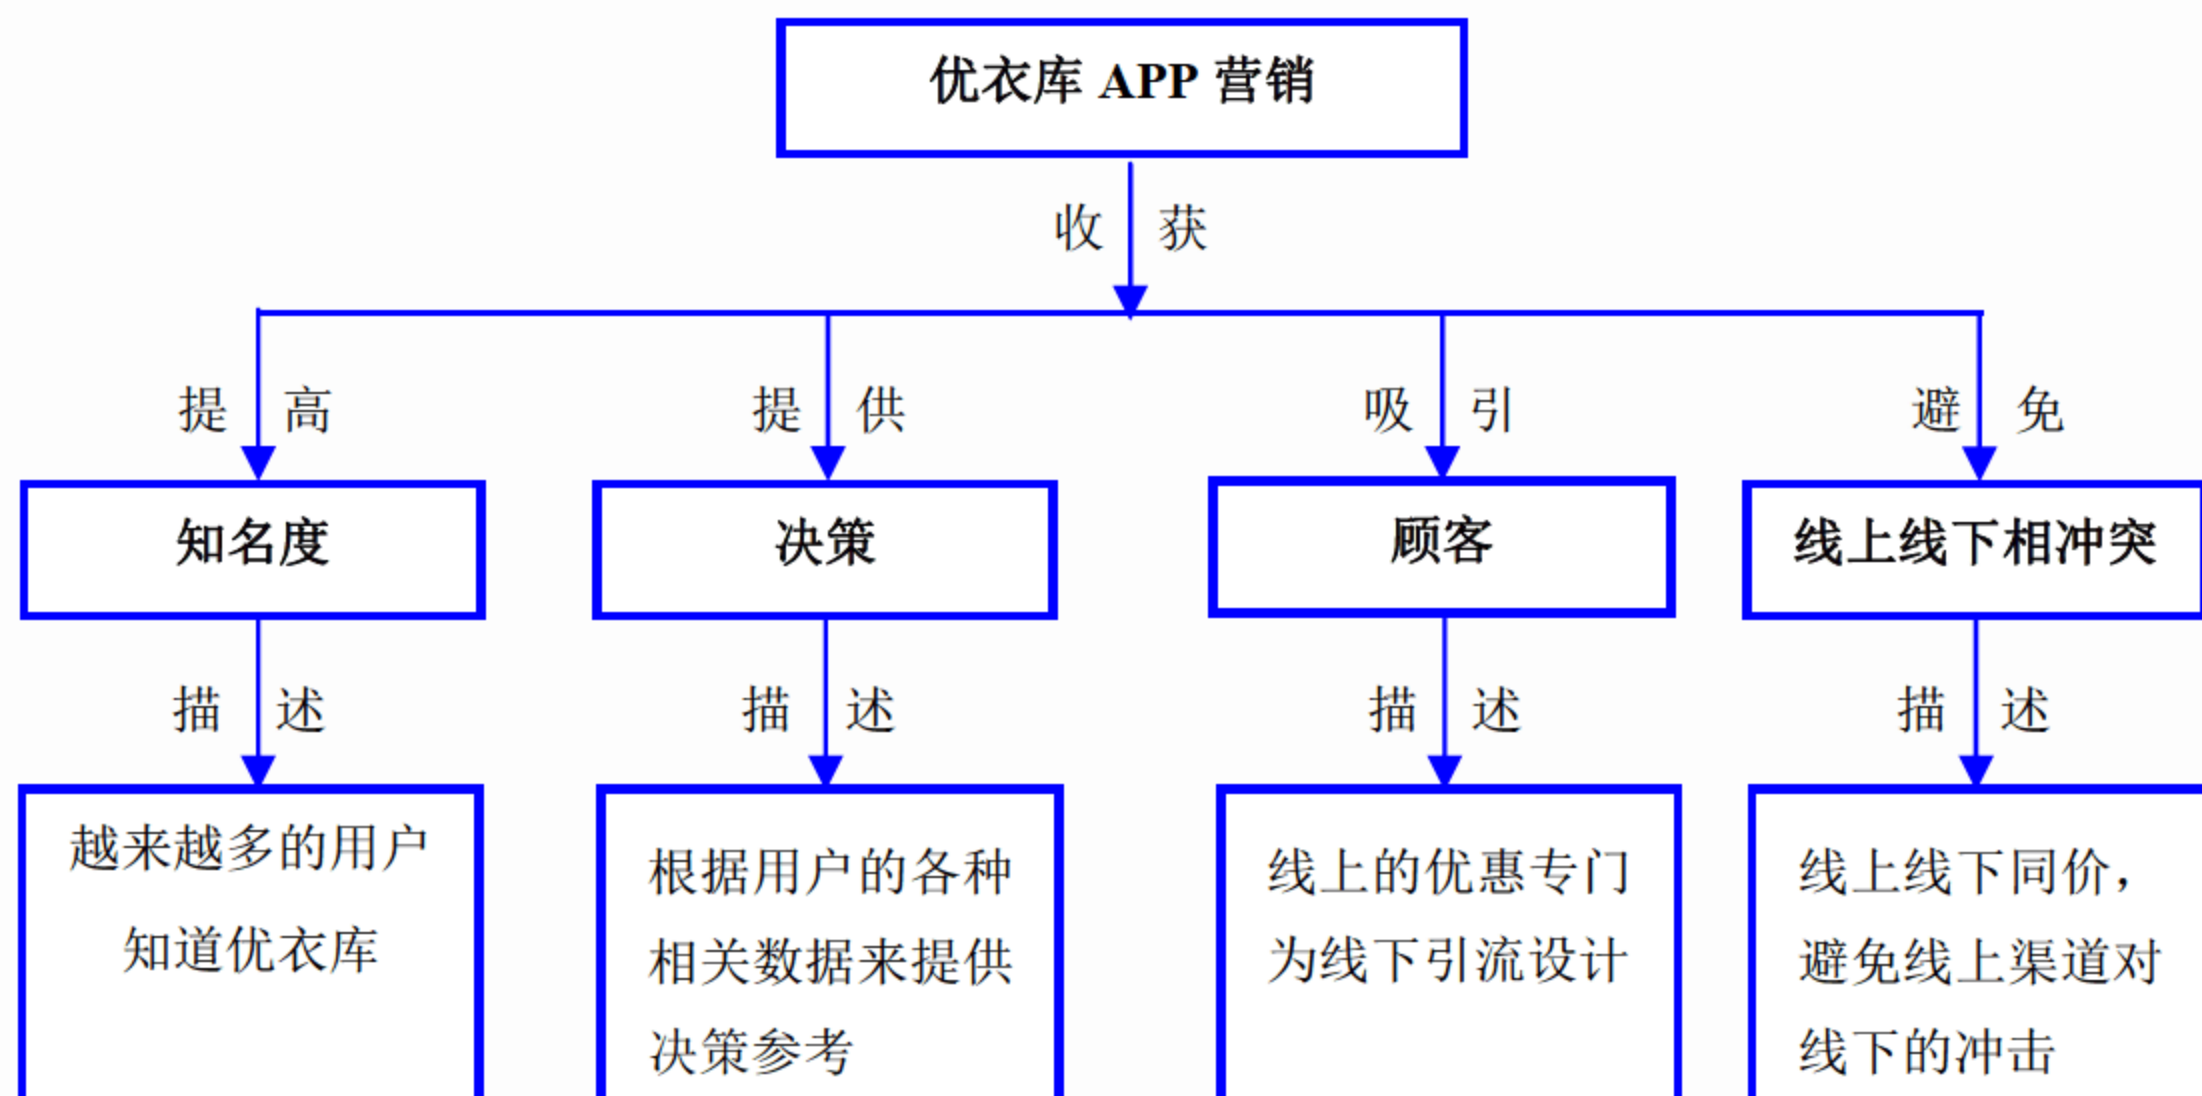 优衣库 APP 营销
收 获
提 高
提 供
吸 引
避 免
知名度
决策
顾客
线上线下相冲突
描 述
描 述
描 述
描 述
越来越多的用户
知道优衣库
根据用户的各种
相关数据来提供
决策参考
线上的优惠专门
为线下引流设计
线上线下同价，
避免线上渠道对
线下的冲击